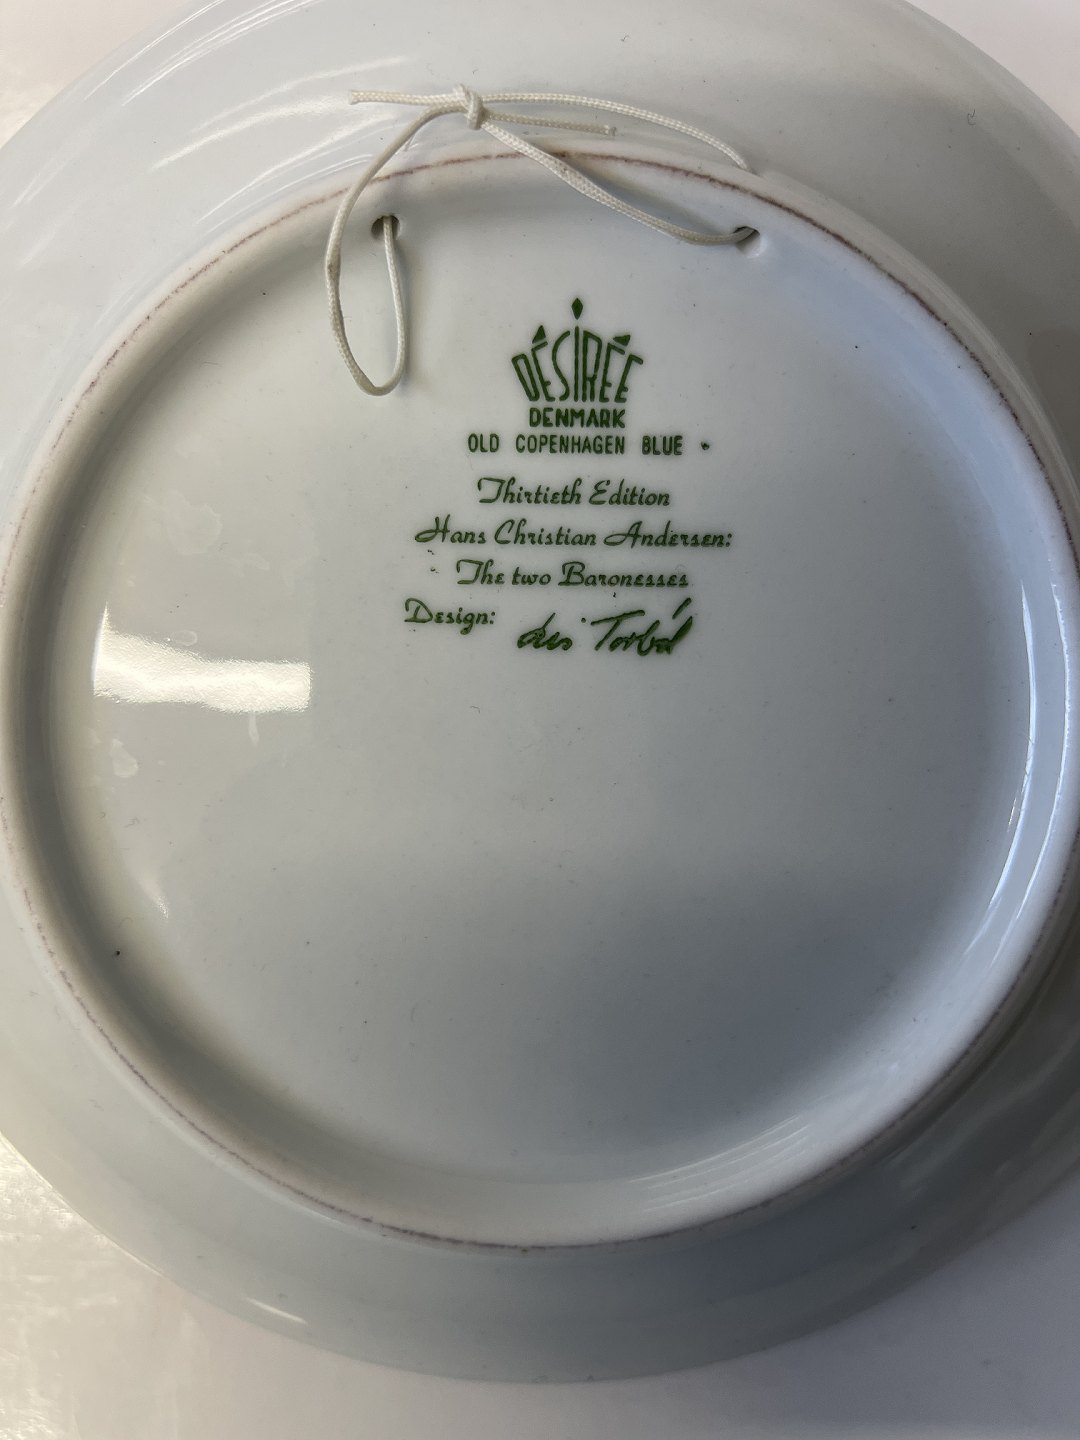 DÉSIRÉE
DENMARK
OLD COPENHAGEN BLUE
Thirtieth Edition
Hans Christian Andersen:
The two Baronesses
Design: